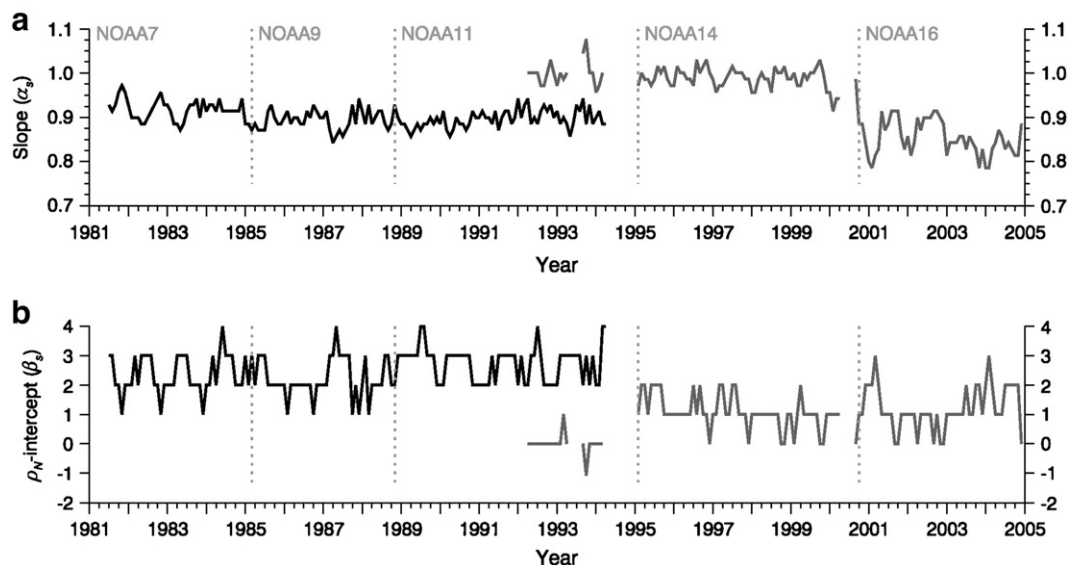 a
NOAA7 NOAA9 NOAA11 NOAA14 NOAA16
Slope (αs)
1.1 1.1
1.0 1.0
0.9 0.9
0.8 0.8
0.7 0.7
1981 1983 1985 1987 1989 1991 1993 1995 1997 1999 2001 2003 2005
Year
b
ρN-intercept (βs)
4 4
3 3
2 2
1 1
0 0
-1 -1
-2 -2
1981 1983 1985 1987 1989 1991 1993 1995 1997 1999 2001 2003 2005
Year